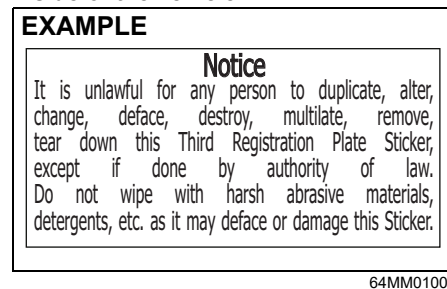 EXAMPLE
Notice
It is unlawful for any person to duplicate, alter,
change, deface, destroy, multilate, remove,
tear down this Third Registration Plate Sticker,
except if done by authority of law.
Do not wipe with harsh abrasive materials,
detergents, etc. as it may deface or damage this Sticker.
64MM0100